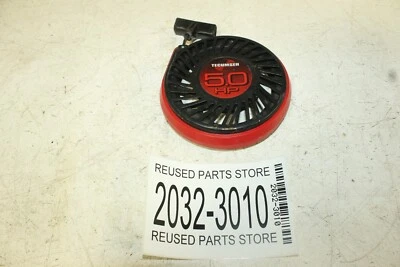 TECUMSEH
5.0
HP
REUSED PARTS STORE
2032-3010
REUSED PARTS STORE
2032-3010